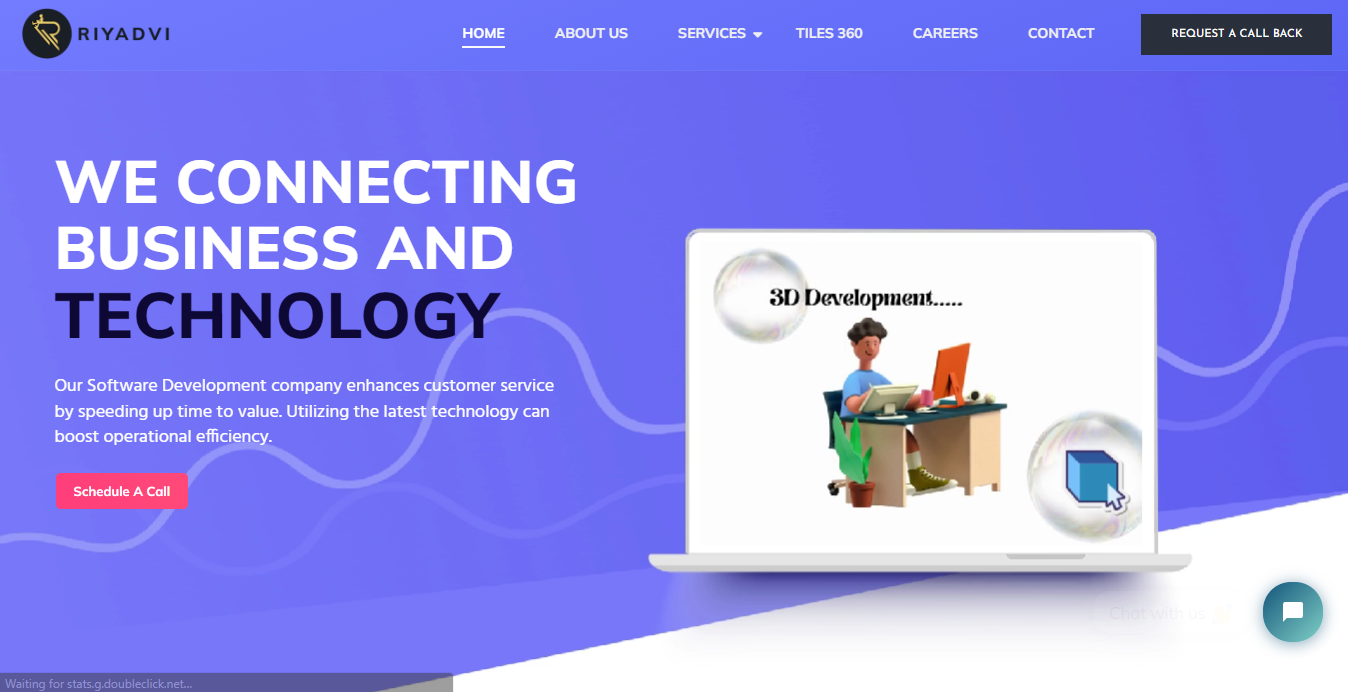 RIYADVI
HOME ABOUT US SERVICES TILES 360 CAREERS CONTACT REQUEST A CALL BACK
WE CONNECTING
BUSINESS AND
TECHNOLOGY
Our Software Development company enhances customer service
by speeding up time to value. Utilizing the latest technology can
boost operational efficiency.
Schedule A Call
3D Development.....
Chat with us
Waiting for stats.g.doubleclick.net...